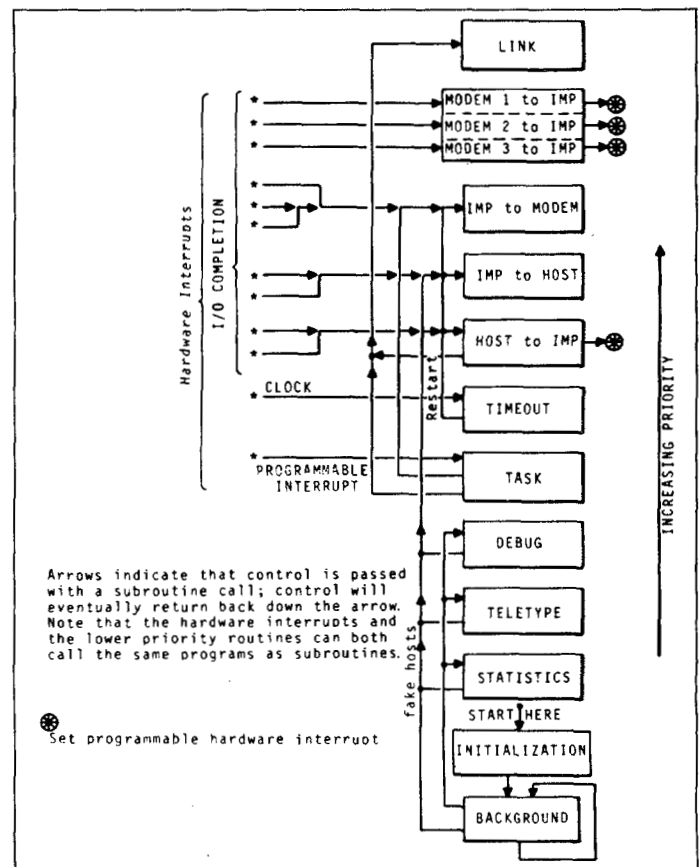 LINK
Hardware Interrupts
I/O COMPLETION
* MODEM 1 to IMP
* MODEM 2 to IMP
* MODEM 3 to IMP
*
*
*
IMP to MODEM
*
*
IMP to HOST
*
*
HOST to IMP
Restart
* CLOCK
TIMEOUT
*
PROGRAMMABLE
INTERRUPT
TASK
INCREASING PRIORITY
DEBUG
Arrows indicate that control is passed
with a subroutine call; control will
eventually return back down the arrow.
Note that the hardware interrupts and
the lower priority routines can both
call the same programs as subroutines.
TELETYPE
fake hosts
STATISTICS
START HERE
Set programmable hardware interruot
INITIALIZATION
BACKGROUND